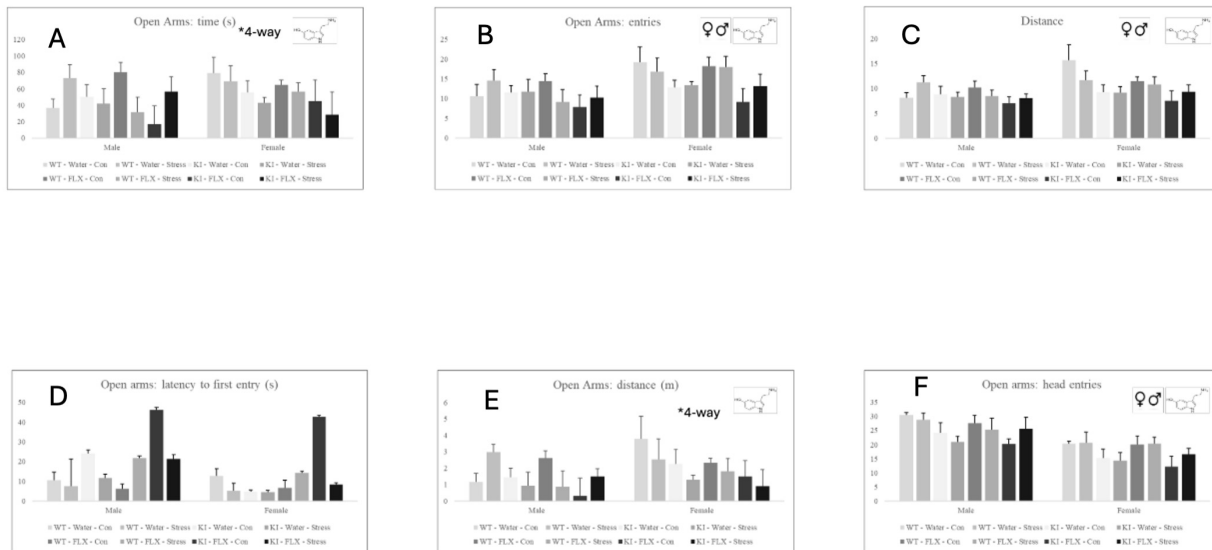 A
Open Arms: time (s)
*4-way
120
100
80
60
40
20
0
Male Female
WT - Water - Con WT - Water - Stress KI - Water - Con KI - Water - Stress
WT - FLX - Con WT - FLX - Stress KI - FLX - Con KI - FLX - Stress
B
Open Arms: entries
♀♂
25
20
15
10
5
0
Male Female
WT - Water - Con WT - Water - Stress KI - Water - Con KI - Water - Stress
WT - FLX - Con WT - FLX - Stress KI - FLX - Con KI - FLX - Stress
C
Distance
♀♂
20
15
10
5
0
Male Female
WT - Water - Con WT - Water - Stress KI - Water - Con KI - Water - Stress
WT - FLX - Con WT - FLX - Stress KI - FLX - Con KI - FLX - Stress
D
Open arms: latency to first entry (s)
50
40
30
20
10
0
Male Female
WT - Water - Con WT - Water - Stress KI - Water - Con KI - Water - Stress
WT - FLX - Con WT - FLX - Stress KI - FLX - Con KI - FLX - Stress
E
Open Arms: distance (m)
*4-way
6
5
4
3
2
1
0
Male Female
WT - Water - Con WT - Water - Stress KI - Water - Con KI - Water - Stress
WT - FLX - Con WT - FLX - Stress KI - FLX - Con KI - FLX - Stress
F
Open arms: head entries
♀♂
35
30
25
20
15
10
5
0
Male Female
WT - Water - Con WT - Water - Stress KI - Water - Con KI - Water - Stress
WT - FLX - Con WT - FLX - Stress KI - FLX - Con KI - FLX - Stress